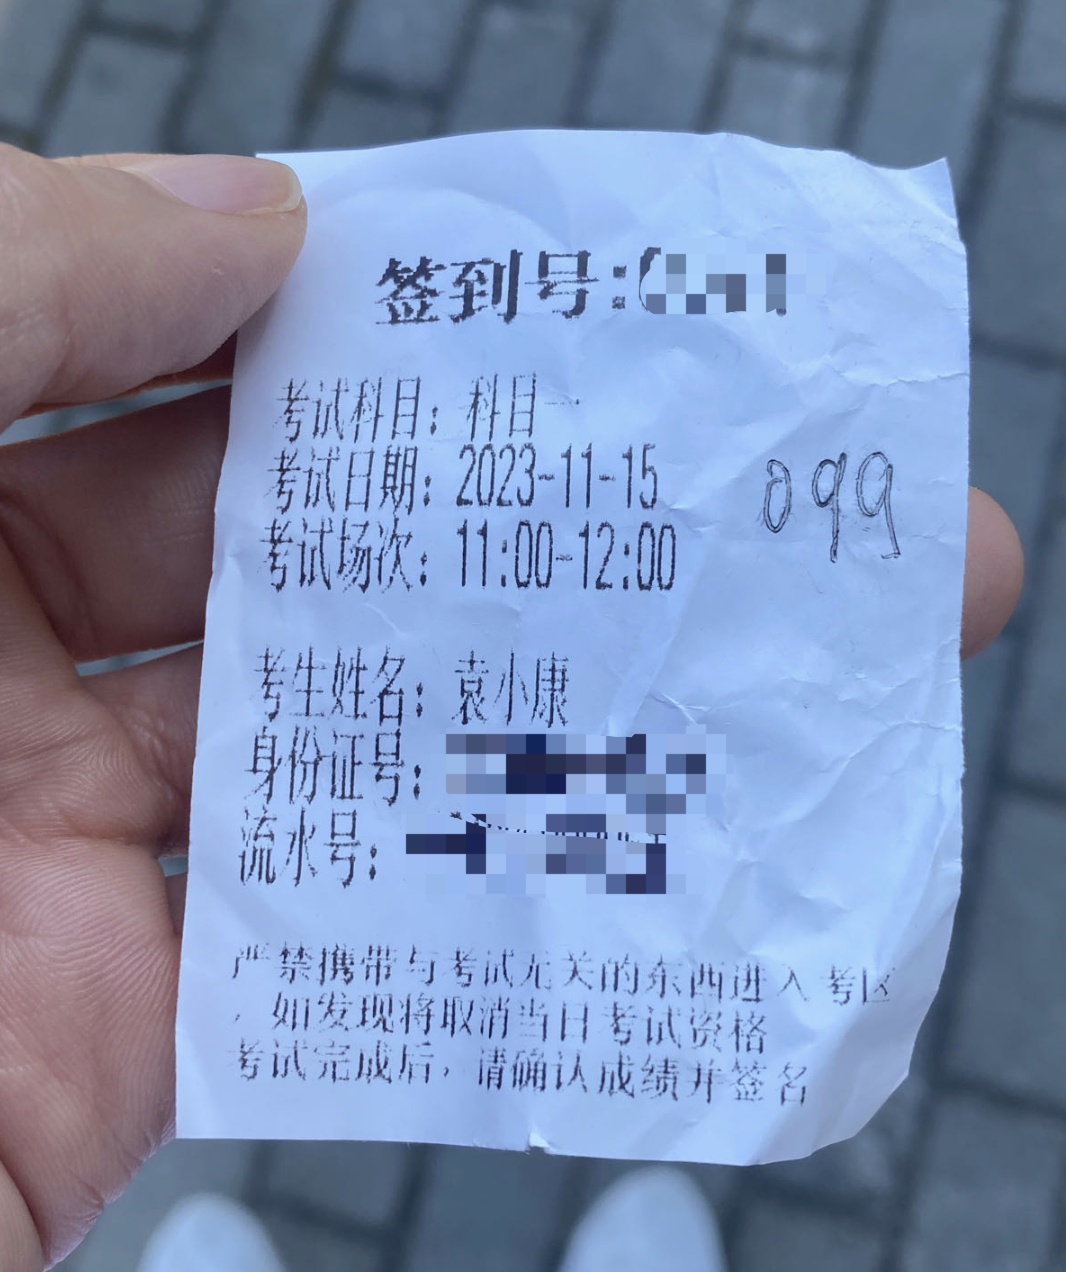 签到号:
考试科目: 科目一
考试日期: 2023-11-15
099
考试场次: 11:00-12:00
考生姓名: 袁小康
身份证号:
流水号:
严禁携带与考试无关的东西进入考区
，如发现将取消当日考试资格
考试完成后，请确认成绩并签名